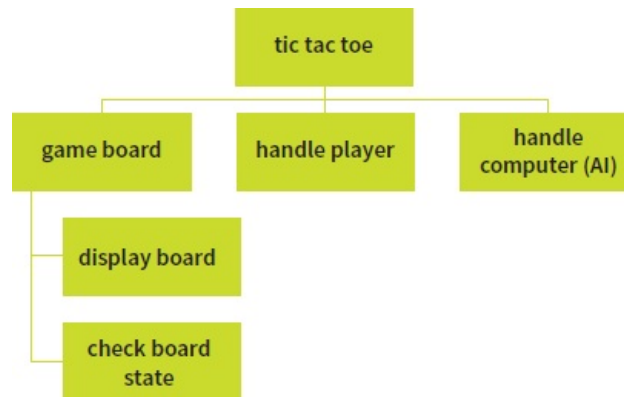 tic tac toe
game board
handle player
handle
computer (AI)
display board
check board
state